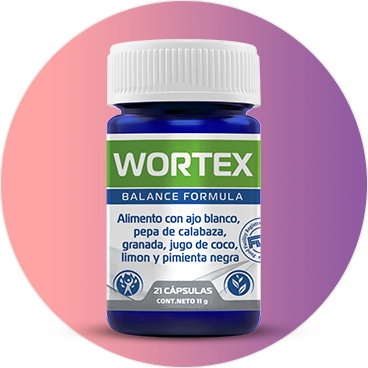 WORTEX
BALANCE FORMULA
Alimento con ajo blanco,
pepa de calabaza,
granada, jugo de coco,
limon y pimienta negra
21 CÁPSULAS
CONT.NETO 11 g